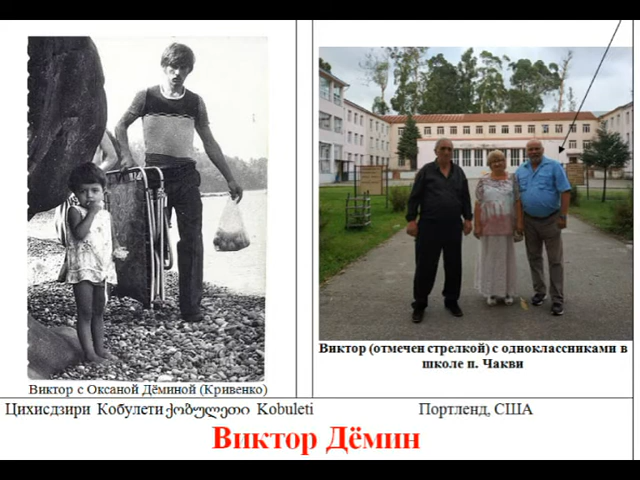 Виктор с Оксаной Дёминой (Кривенко)
Виктор (отмечен стрелкой) с одноклассниками в
школе п. Чакви
Цихисдзири Кобулети ქობულეთი Kobuleti
Портленд, США
Виктор Дёмин